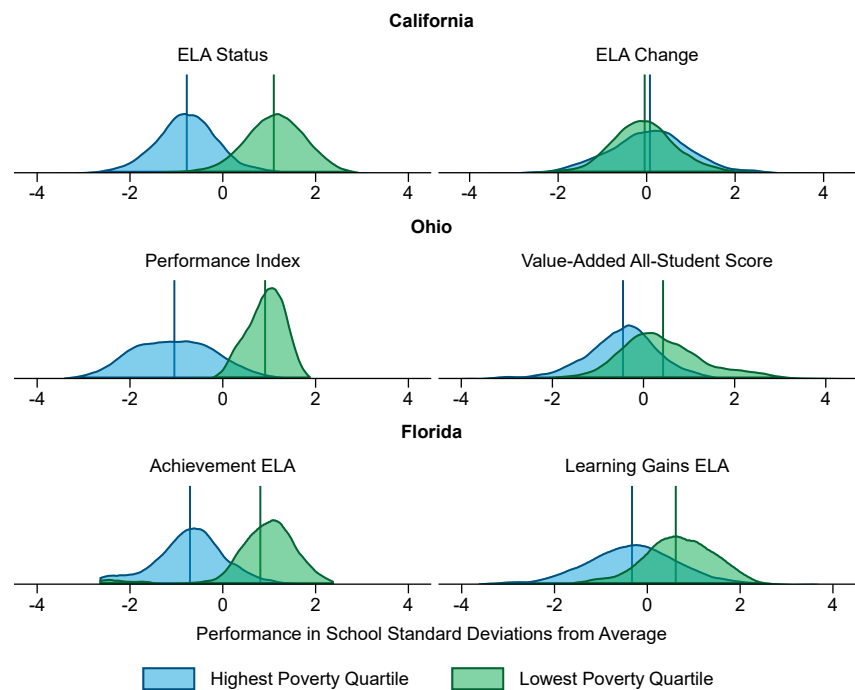 California
ELA Status
ELA Change
-4 -2 0 2 4
-4 -2 0 2 4
Ohio
Performance Index
Value-Added All-Student Score
-4 -2 0 2 4
-4 -2 0 2 4
Florida
Achievement ELA
Learning Gains ELA
-4 -2 0 2 4
-4 -2 0 2 4
Performance in School Standard Deviations from Average
Highest Poverty Quartile
Lowest Poverty Quartile